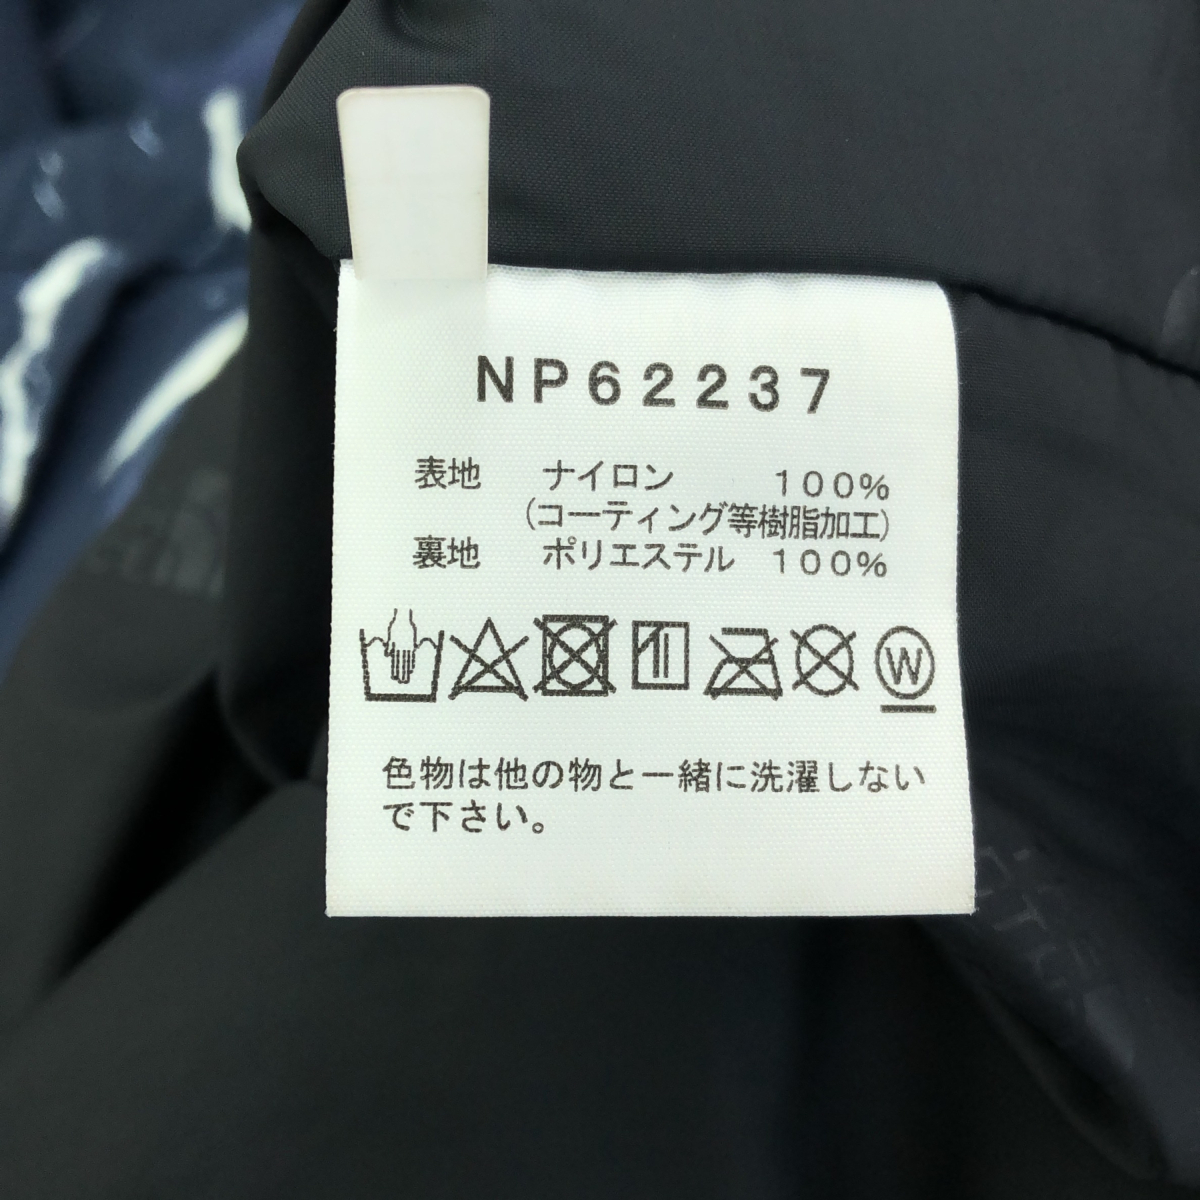 NP62237
表地 ナイロン 100%
(コーティング等樹脂加工)
裏地 ポリエステル 100%
W
色物は他の物と一緒に洗濯しない
で下さい。